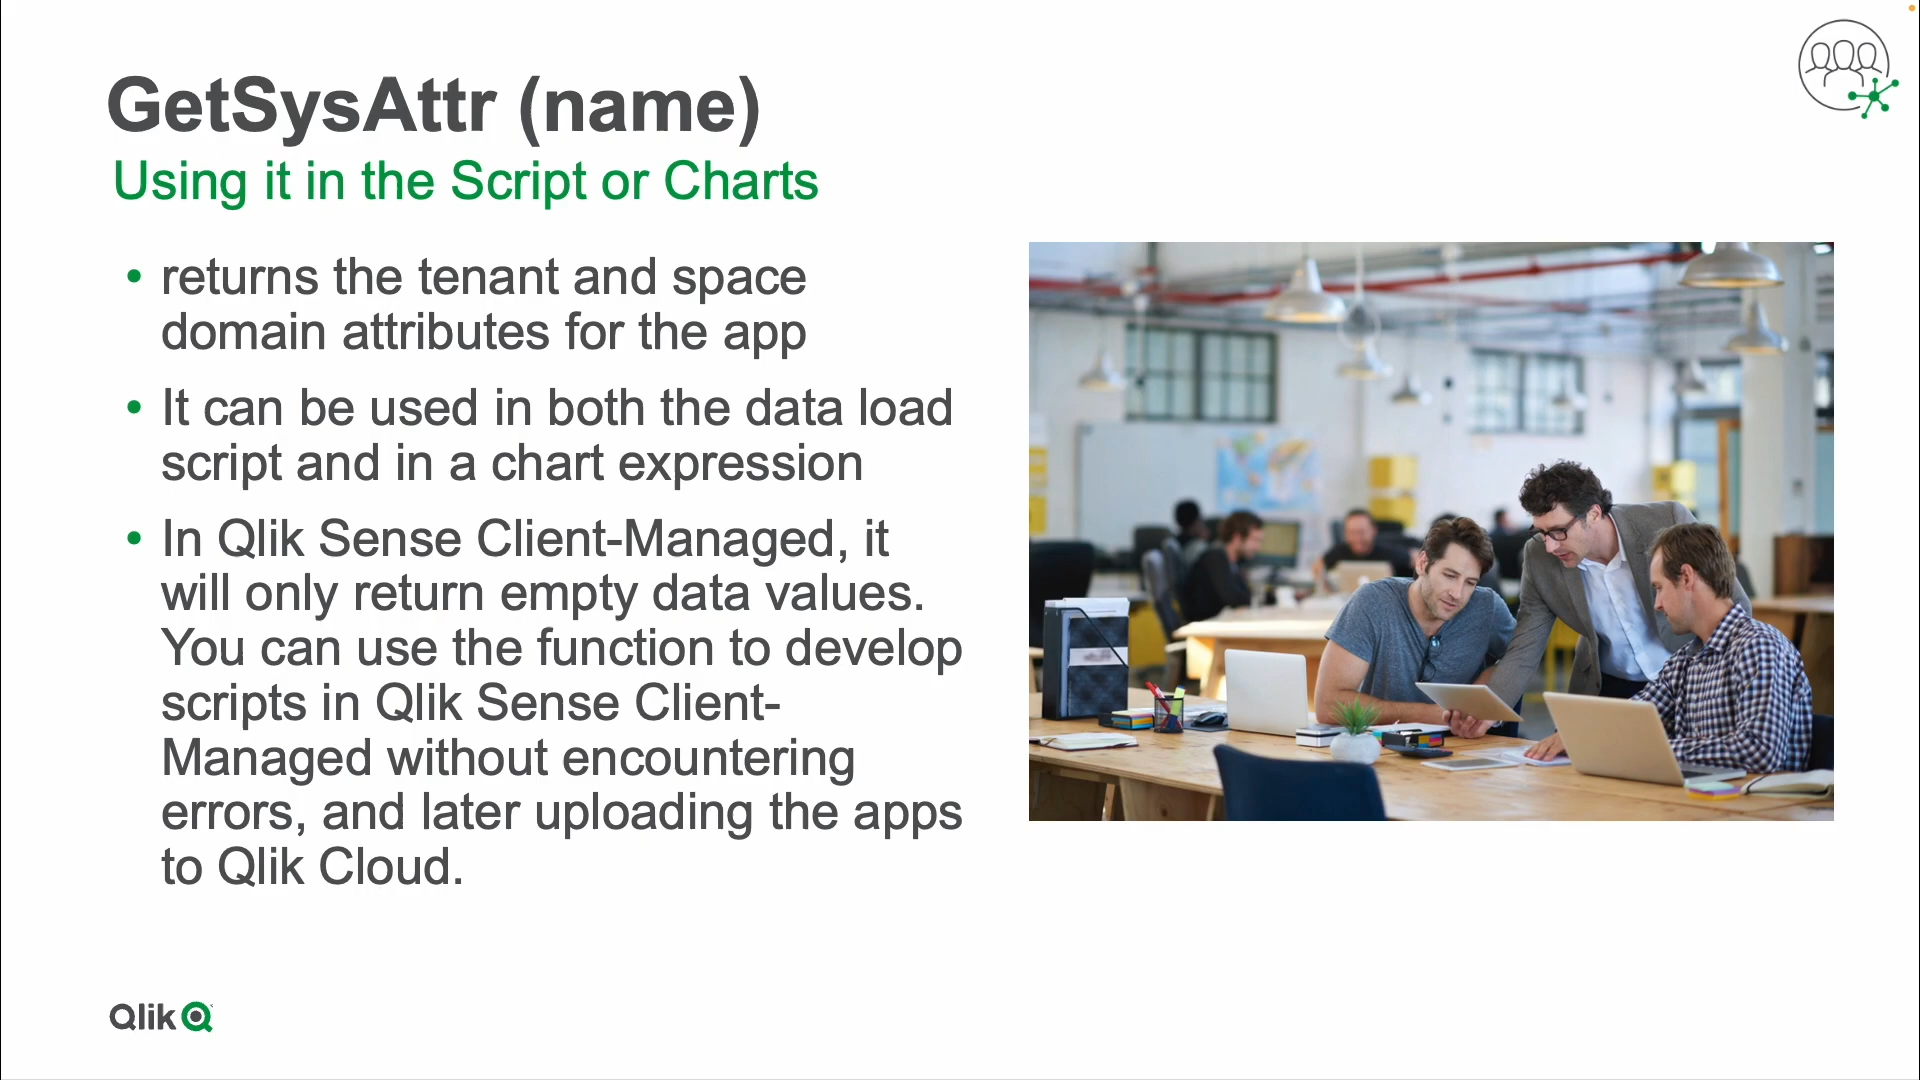 GetSysAttr (name)
Using it in the Script or Charts
• returns the tenant and space
domain attributes for the app
• It can be used in both the data load
script and in a chart expression
• In Qlik Sense Client-Managed, it
will only return empty data values.
You can use the function to develop
scripts in Qlik Sense Client-
Managed without encountering
errors, and later uploading the apps
to Qlik Cloud.
Qlik